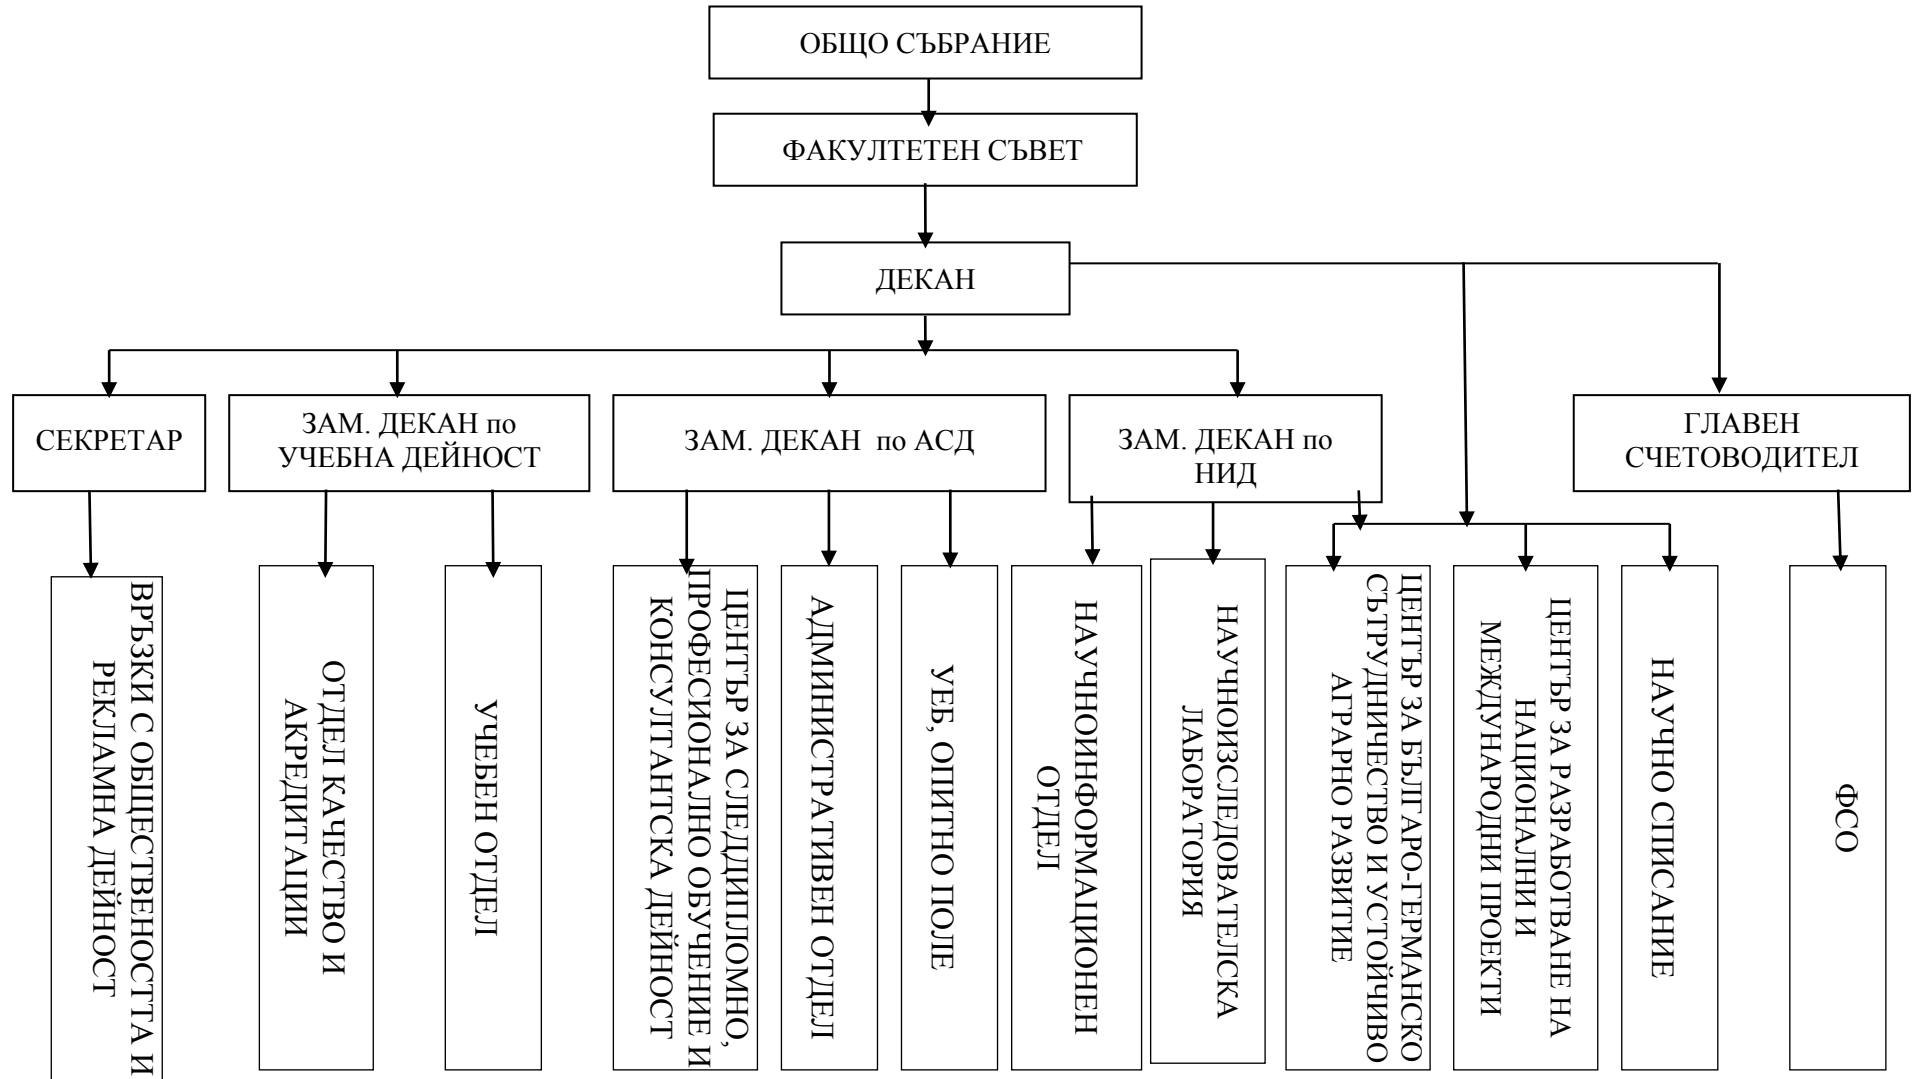 ОБЩО СЪБРАНИЕ
ФАКУЛТЕТЕН СЪВЕТ
ДЕКАН
СЕКРЕТАР
ЗАМ. ДЕКАН по
УЧЕБНА ДЕЙНОСТ
ЗАМ. ДЕКАН по АСД
ЗАМ. ДЕКАН по
НИД
ГЛАВЕН
СЧЕТОВОДИТЕЛ
ВРЪЗКИ С ОБЩЕСТВЕНОСТТА И
РЕКЛАМНА ДЕЙНОСТ
ОТДЕЛ КАЧЕСТВО И
АКРЕДИТАЦИИ
УЧЕБЕН ОТДЕЛ
ЦЕНТЪР ЗА СЛЕДДИПЛОМНО,
ПРОФЕСИОНАЛНО ОБУЧЕНИЕ И
КОНСУЛТАНТСКА ДЕЙНОСТ
АДМИНИСТРАТИВЕН ОТДЕЛ
УЕБ, ОПИТНО ПОЛЕ
НАУЧНОИНФОРМАЦИОНЕН
ОТДЕЛ
НАУЧНОИЗСЛЕДОВАТЕЛСКА
ЛАБОРАТОРИЯ
ЦЕНТЪР ЗА БЪЛГАРО-ГЕРМАНСКО
СЪТРУДНИЧЕСТВО И УСТОЙЧИВО
АГРАРНО РАЗВИТИЕ
ЦЕНТЪР ЗА РАЗРАБОТВАНЕ НА
НАЦИОНАЛНИ И
МЕЖДУНАРОДНИ ПРОЕКТИ
НАУЧНО СПИСАНИЕ
ФСО